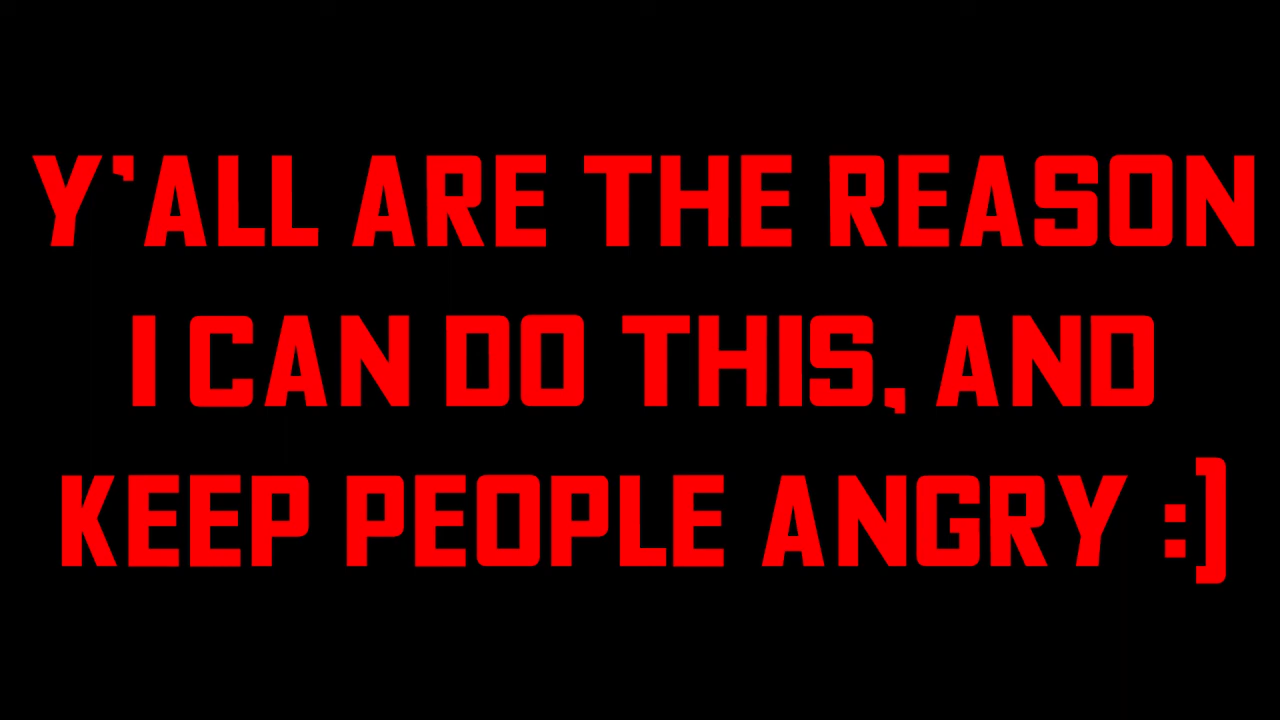 Y'ALL ARE THE REASON
I CAN DO THIS, AND
KEEP PEOPLE ANGRY :]